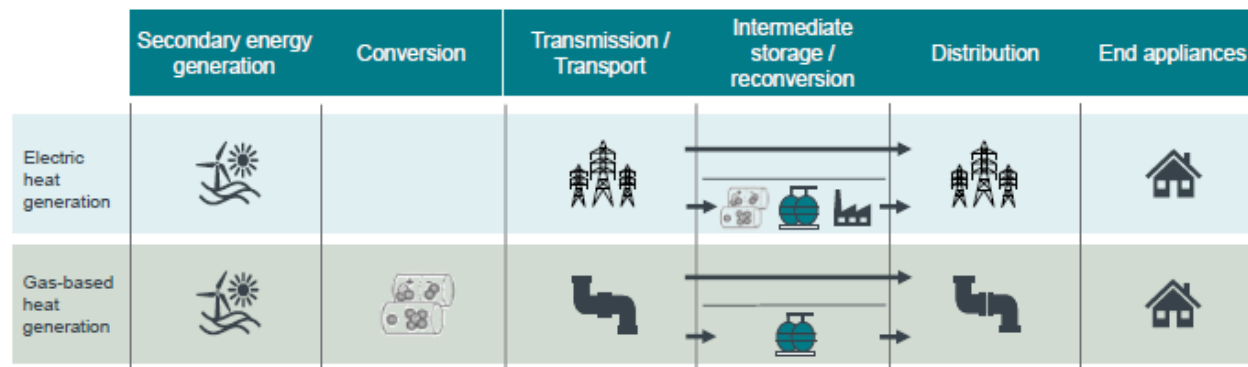 Secondary energy
generation
Conversion
Transmission /
Transport
Intermediate
storage /
reconversion
Distribution
End appliances
Electric
heat
generation
Gas-based
heat
generation